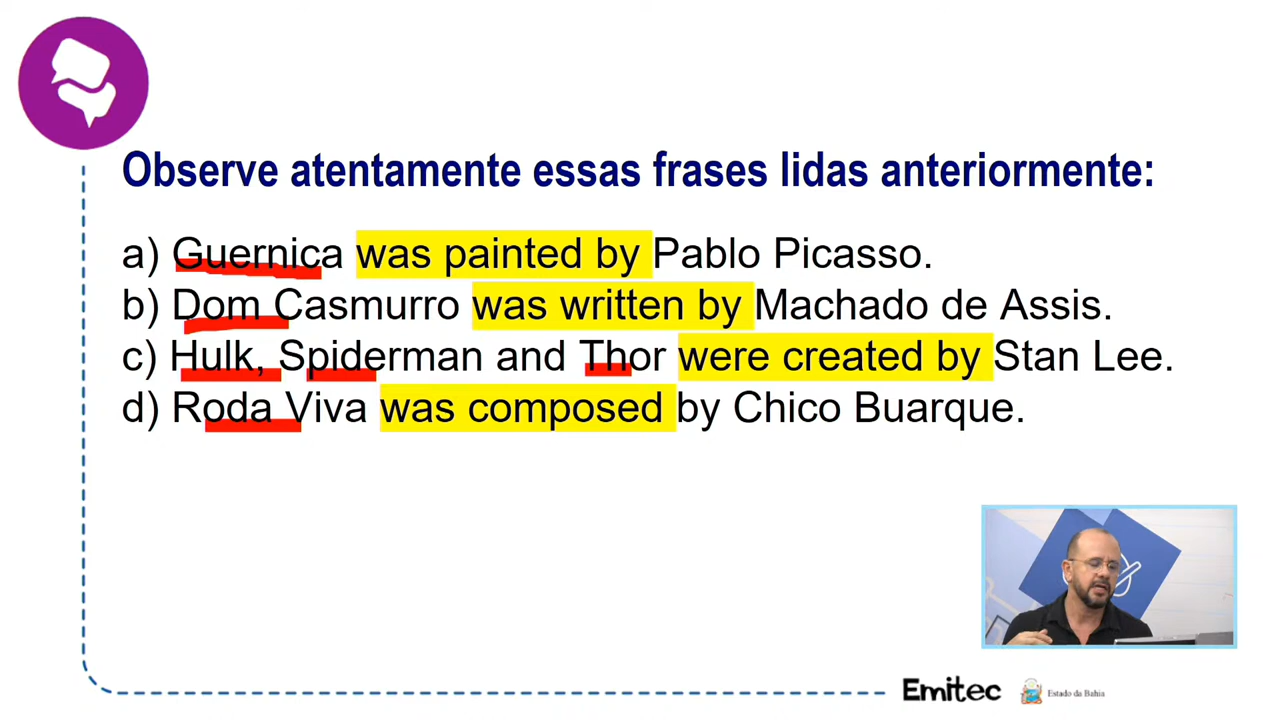 Observe atentamente essas frases lidas anteriormente:
a) Guernica was painted by Pablo Picasso.
b) Dom Casmurro was written by Machado de Assis.
c) Hulk, Spiderman and Thor were created by Stan Lee.
d) Roda Viva was composed by Chico Buarque.
Emitec Estado da Bahia